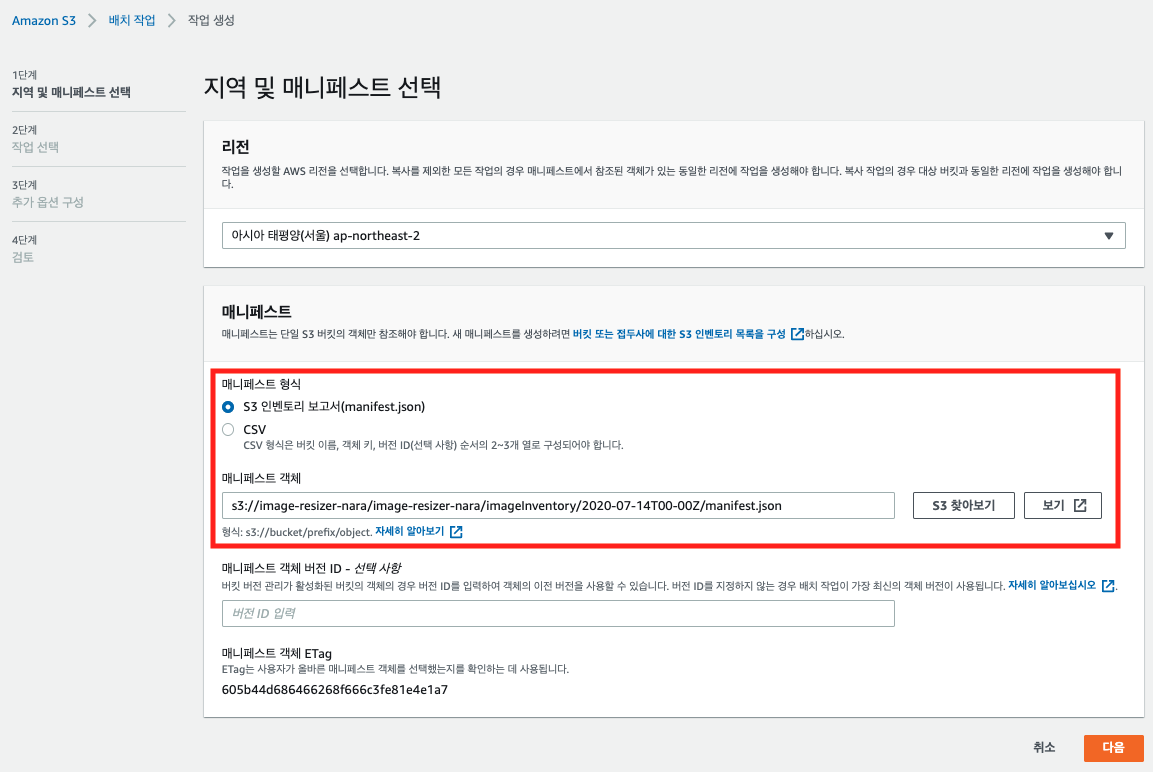 Amazon S3 > 배치 작업 > 작업 생성
1단계
지역 및 매니페스트 선택
2단계
작업 선택
3단계
추가 옵션 구성
4단계
검토
지역 및 매니페스트 선택
리전
작업을 생성할 AWS 리전을 선택합니다. 복사를 제외한 모든 작업의 경우 매니페스트에서 참조된 객체가 있는 동일한 리전에 작업을 생성해야 합니다. 복사 작업의 경우 대상 버킷과 동일한 리전에 작업을 생성해야 합니
다.
아시아 태평양(서울) ap-northeast-2
매니페스트
매니페스트는 단일 S3 버킷의 객체만 참조해야 합니다. 새 매니페스트를 생성하려면 버킷 또는 접두사에 대한 S3 인벤토리 목록을 구성 하십시오.
매니페스트 형식
S3 인벤토리 보고서(manifest.json)
CSV
CSV 형식은 버킷 이름, 객체 키, 버전 ID(선택 사항) 순서의 2~3개 열로 구성되어야 합니다.
매니페스트 객체
s3://image-resizer-nara/image-resizer-nara/imageInventory/2020-07-14T00-00Z/manifest.json
S3 찾아보기
보기
형식: s3://bucket/prefix/object. 자세히 알아보기
매니페스트 객체 버전 ID - 선택 사항
버킷 버전 관리가 활성화된 버킷의 객체의 경우 버전 ID를 입력하여 객체의 이전 버전을 사용할 수 있습니다. 버전 ID를 지정하지 않는 경우 배치 작업이 가장 최신의 객체 버전이 사용됩니다. 자세히 알아보십시오.
버전 ID 입력
매니페스트 객체 ETag
ETag는 사용자가 올바른 매니페스트 객체를 선택했는지를 확인하는 데 사용됩니다.
605b44d686466268f666c3fe81e4e1a7
취소
다음